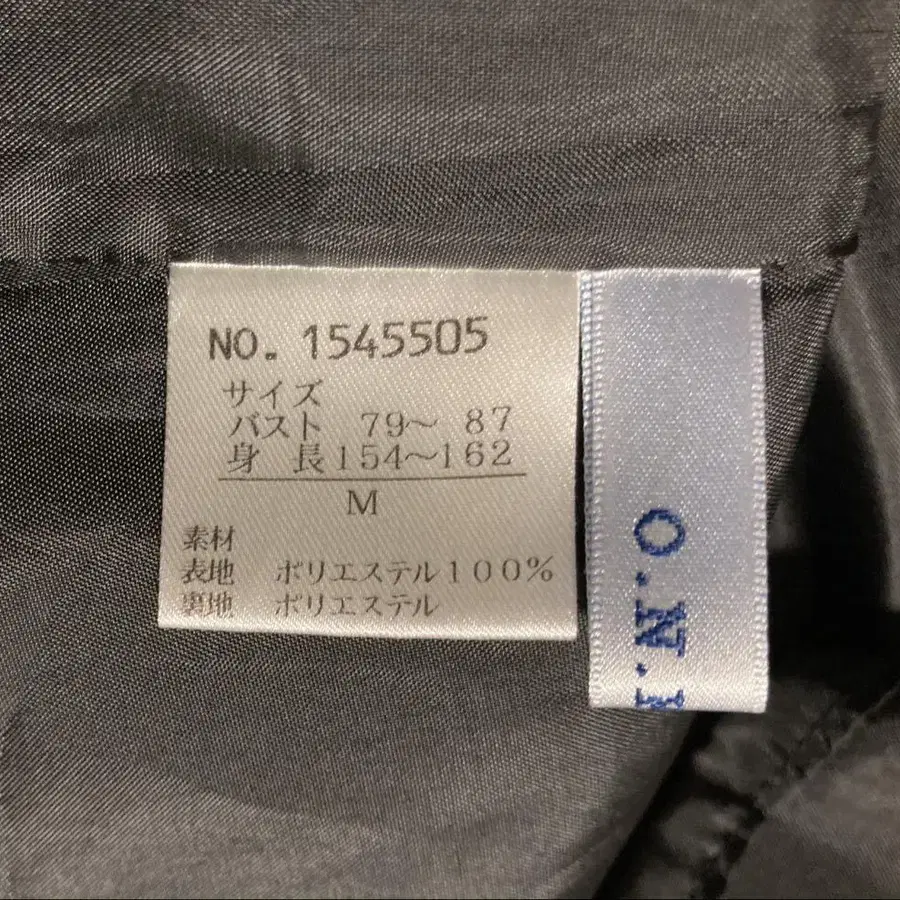 NO. 1545505
サイズ
バスト 79〜 87
身 長154〜162
M
素材
表地 ポリエステル100%
裏地 ポリエステル
O.N.